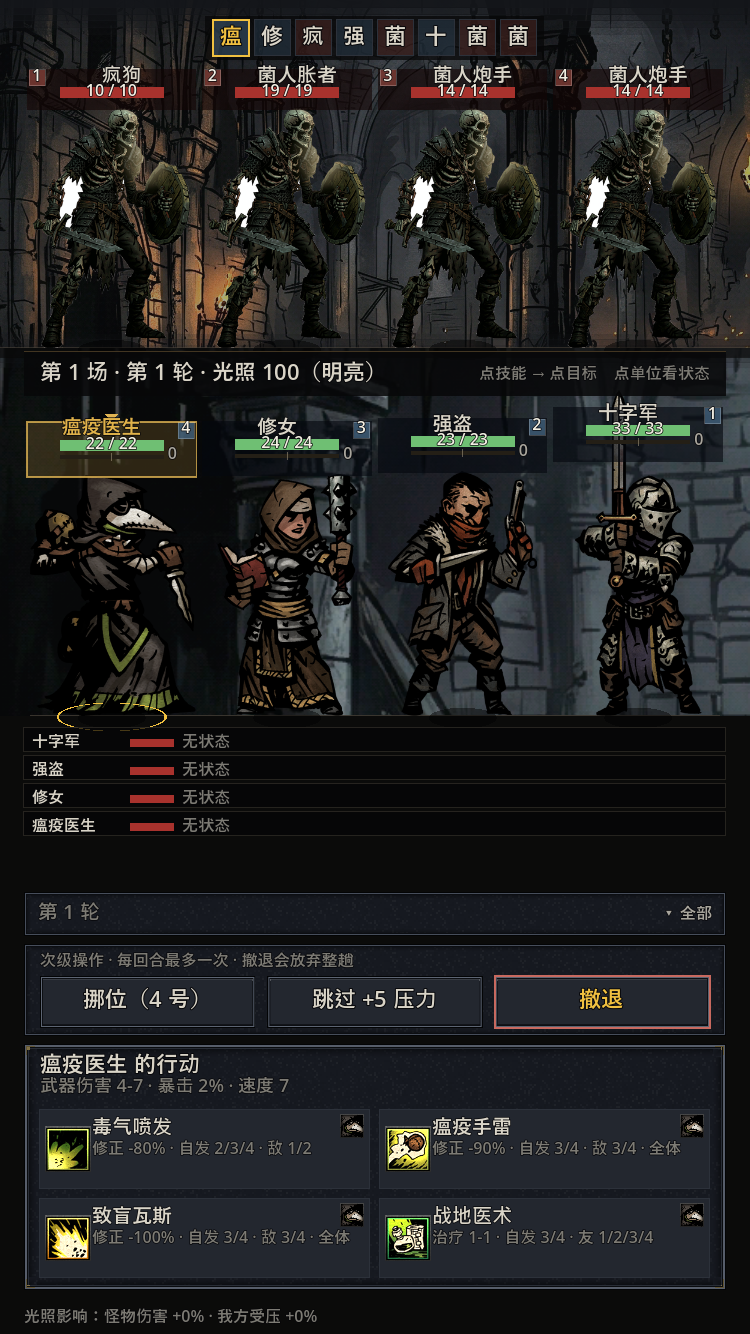 瘟 修 疯 强 菌 十 菌 菌
1 疯狗 2 菌人胀者 3 菌人炮手 4 菌人炮手
10 / 10 19 / 19 14 / 14 14 / 14
第 1 场 · 第 1 轮 · 光照 100（明亮） 点技能 → 点目标 点单位看状态
瘟疫医生 4 修女 3 强盗 2 十字军 1
22 / 22 0 24 / 24 0 23 / 23 0 33 / 33 0
十字军 无状态
强盗 无状态
修女 无状态
瘟疫医生 无状态
第 1 轮 ▾ 全部
次级操作 · 每回合最多一次 · 撤退会放弃整趟
挪位（4 号） 跳过 +5 压力 撤退
瘟疫医生 的行动
武器伤害 4-7 · 暴击 2% · 速度 7
毒气喷发
修正 -80% · 自发 2/3/4 · 敌 1/2
瘟疫手雷
修正 -90% · 自发 3/4 · 敌 3/4 · 全体
致盲瓦斯
修正 -100% · 自发 3/4 · 敌 3/4 · 全体
战地医术
治疗 1-1 · 自发 3/4 · 友 1/2/3/4
光照影响：怪物伤害 +0% · 我方受压 +0%